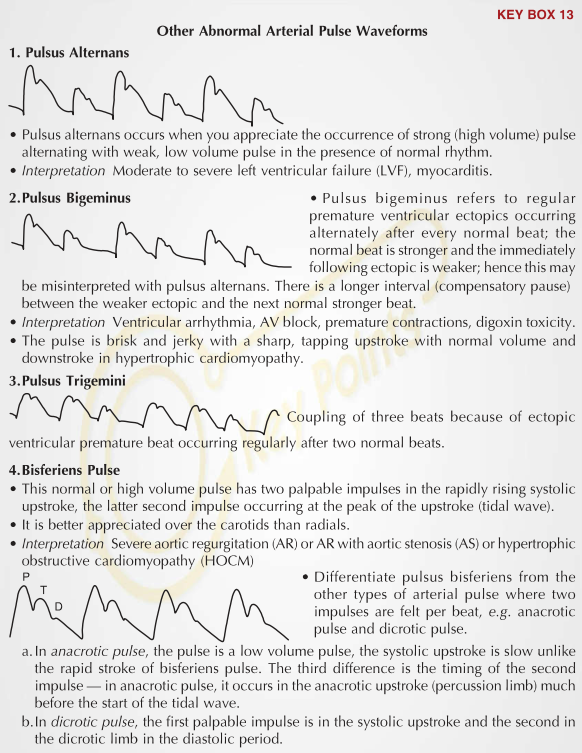 KEY BOX 13
Other Abnormal Arterial Pulse Waveforms
1. Pulsus Alternans
• Pulsus alternans occurs when you appreciate the occurrence of strong (high volume) pulse
alternating with weak, low volume pulse in the presence of normal rhythm.
• Interpretation Moderate to severe left ventricular failure (LVF), myocarditis.
2. Pulsus Bigeminus
• Pulsus bigeminus refers to regular
premature ventricular ectopics occurring
alternately after every normal beat; the
normal beat is stronger and the immediately
following ectopic is weaker; hence this may
be misinterpreted with pulsus alternans. There is a longer interval (compensatory pause)
between the weaker ectopic and the next normal stronger beat.
• Interpretation Ventricular arrhythmia, AV block, premature contractions, digoxin toxicity.
• The pulse is brisk and jerky with a sharp, tapping upstroke with normal volume and
downstroke in hypertrophic cardiomyopathy.
3. Pulsus Trigemini
Coupling of three beats because of ectopic
ventricular premature beat occurring regularly after two normal beats.
4. Bisferiens Pulse
• This normal or high volume pulse has two palpable impulses in the rapidly rising systolic
upstroke, the latter second impulse occurring at the peak of the upstroke (tidal wave).
• It is better appreciated over the carotids than radials.
• Interpretation Severe aortic regurgitation (AR) or AR with aortic stenosis (AS) or hypertrophic
obstructive cardiomyopathy (HOCM)
P
T
D
• Differentiate pulsus bisferiens from the
other types of arterial pulse where two
impulses are felt per beat, e.g. anacrotic
pulse and dicrotic pulse.
a. In anacrotic pulse, the pulse is a low volume pulse, the systolic upstroke is slow unlike
the rapid stroke of bisferiens pulse. The third difference is the timing of the second
impulse — in anacrotic pulse, it occurs in the anacrotic upstroke (percussion limb) much
before the start of the tidal wave.
b. In dicrotic pulse, the first palpable impulse is in the systolic upstroke and the second in
the dicrotic limb in the diastolic period.
Key Points